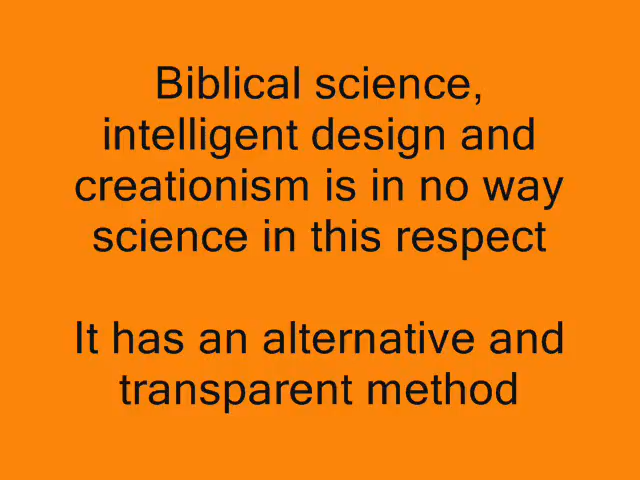 Biblical science,
intelligent design and
creationism is in no way
science in this respect
It has an alternative and
transparent method